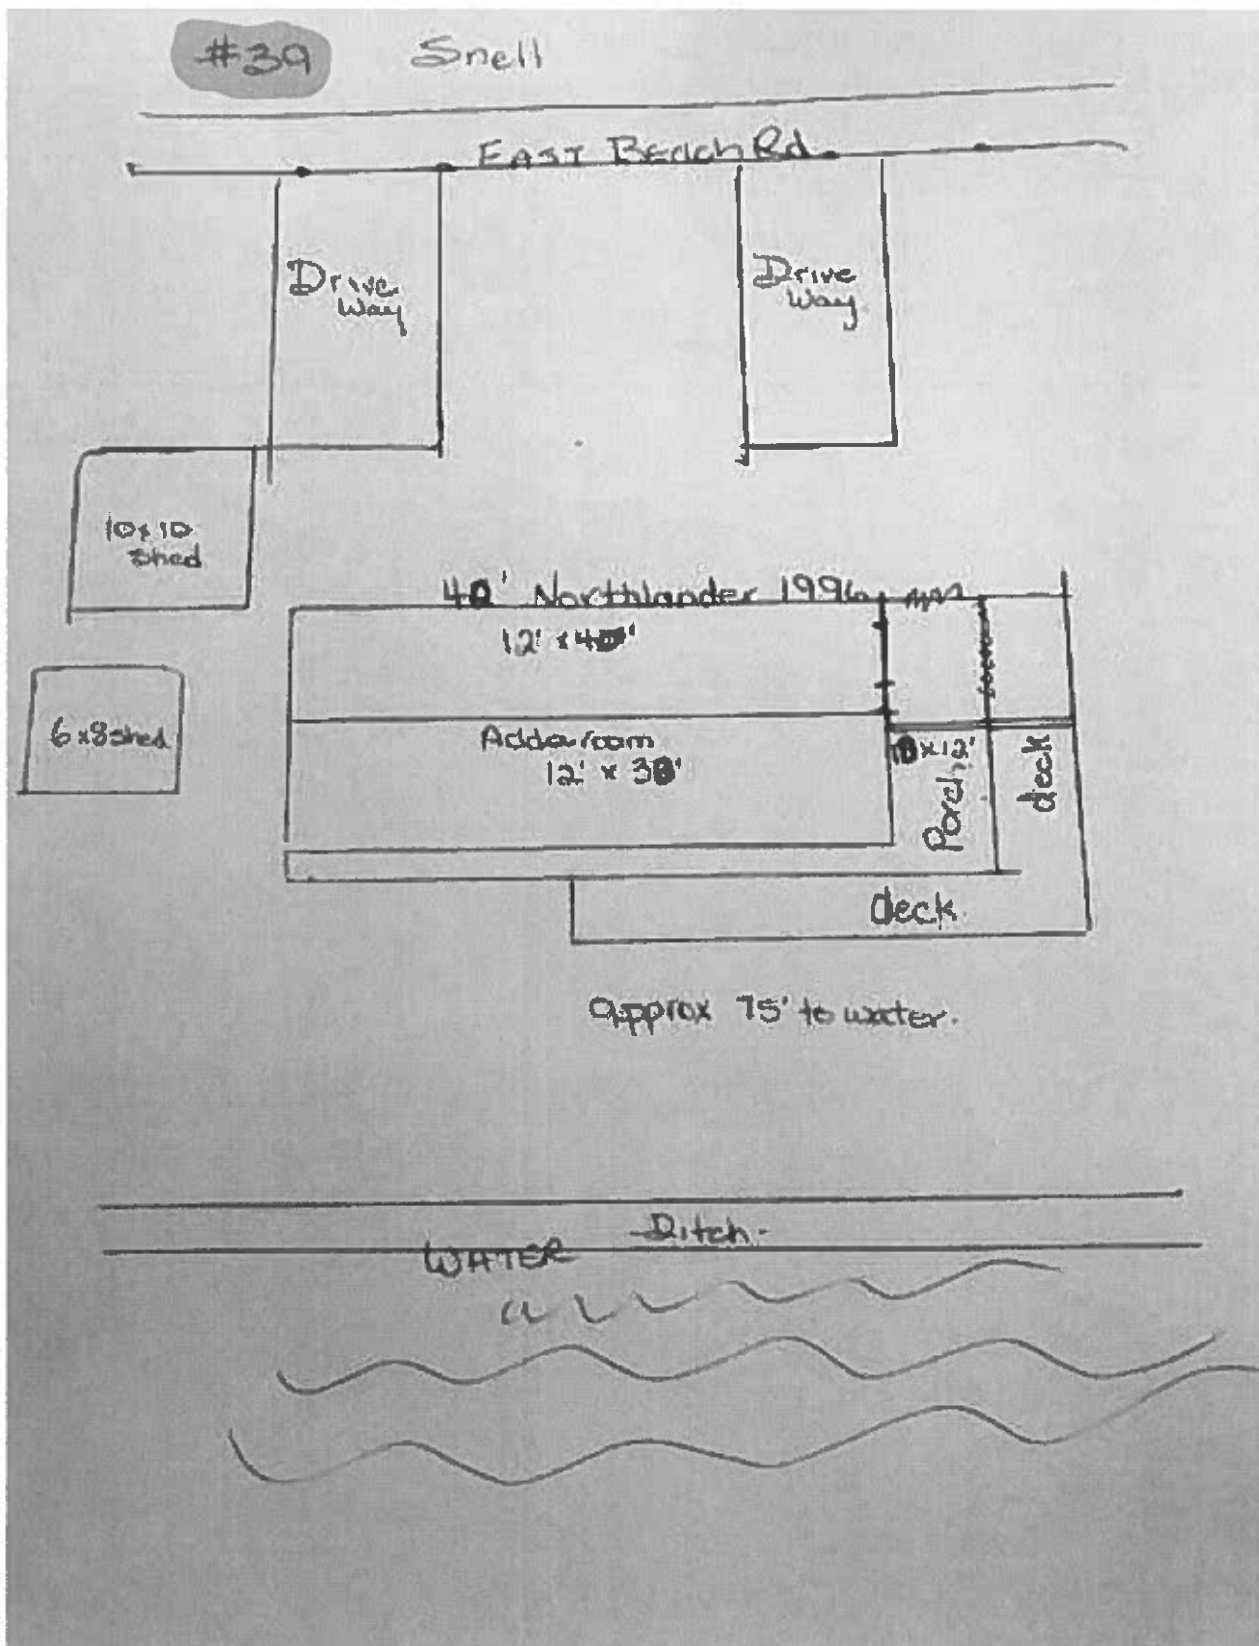 #39 Snell
EAST BEACH Rd
Drive
Way
Drive
Way
10x10
shed
40' Northlander 1996
12' x 40'
6x8 shed
Addaroom
12' x 30'
10x12'
Porch
deck
deck
approx 75' to water.
Ditch
WATER